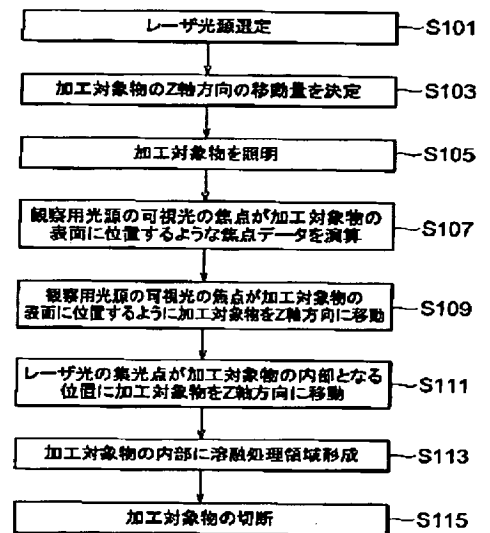 レーザ光源選定
S101
加工対象物のZ軸方向の移動量を決定
S103
加工対象物を照明
S105
観察用光源の可視光の焦点が加工対象物の
表面に位置するような焦点データを演算
S107
観察用光源の可視光の焦点が加工対象物の
表面に位置するように加工対象物をZ軸方向に移動
S109
レーザ光の集光点が加工対象物の内部となる
位置に加工対象物をZ軸方向に移動
S111
加工対象物の内部に溶融処理領域形成
S113
加工対象物の切断
S115